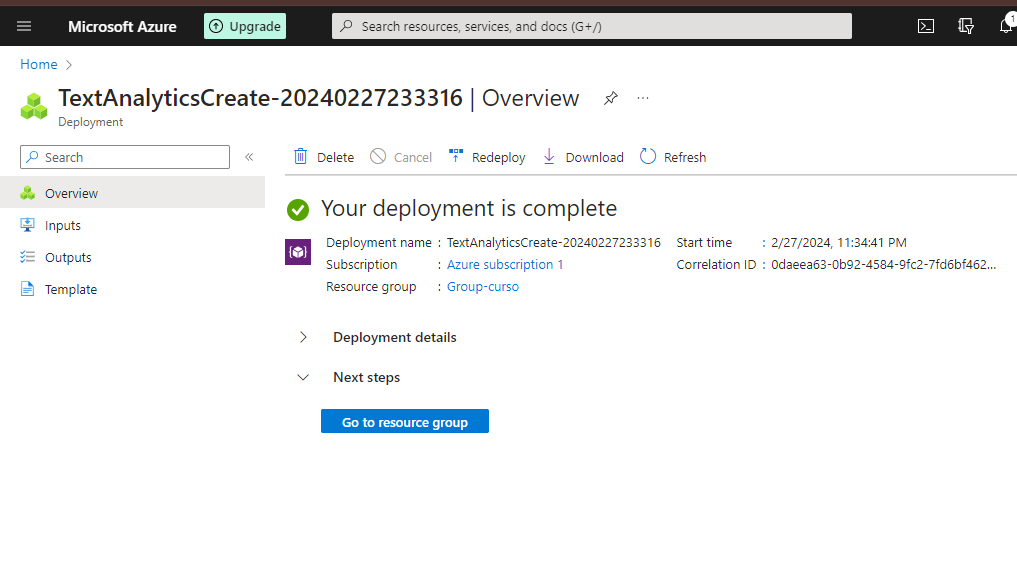 Microsoft Azure
Upgrade
Search resources, services, and docs (G+/)
1
Home
TextAnalyticsCreate-20240227233316 | Overview
Deployment
Search
Delete
Cancel
Redeploy
Download
Refresh
Overview
Inputs
Outputs
Template
Your deployment is complete
Deployment name : TextAnalyticsCreate-20240227233316
Subscription : Azure subscription 1
Resource group : Group-curso
Start time : 2/27/2024, 11:34:41 PM
Correlation ID : 0daeea63-0b92-4584-9fc2-7fd6bf462...
Deployment details
Next steps
Go to resource group